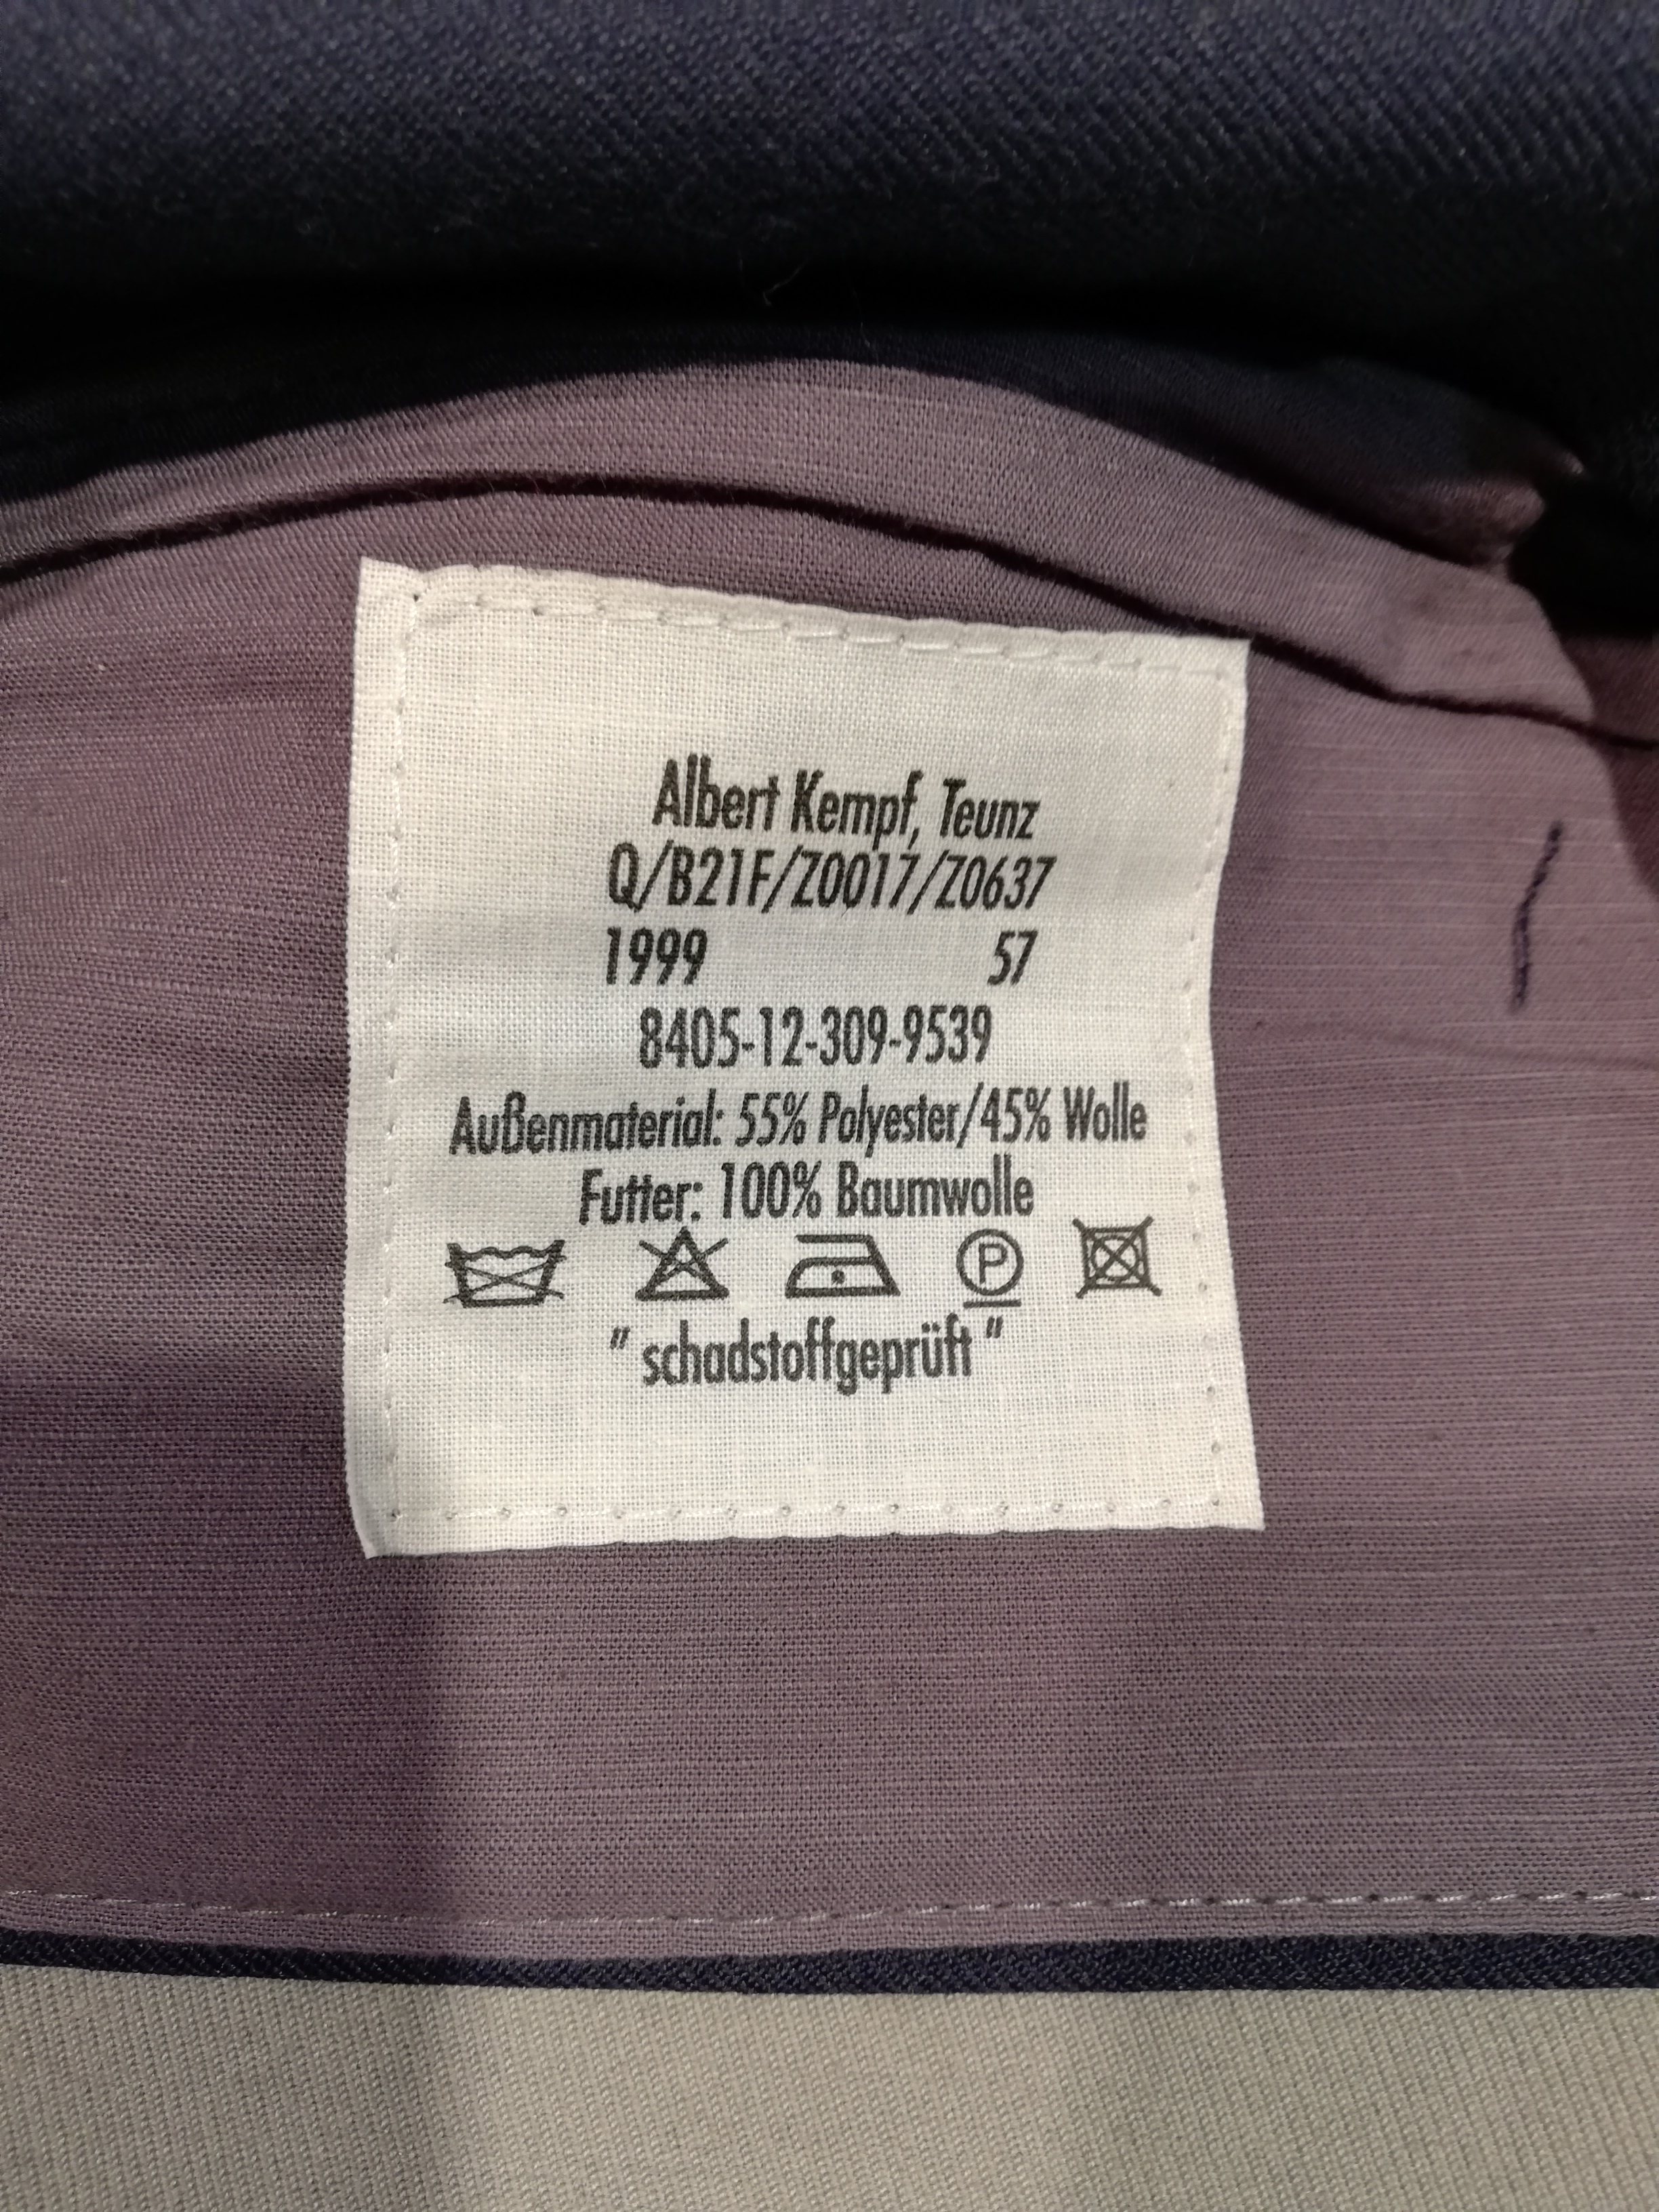 Albert Kempf, Teunz
Q/B21F/Z0017/Z0637
1999 57
8405-12-309-9539
Außenmaterial: 55% Polyester/45% Wolle
Futter: 100% Baumwolle
P
" schadstoffgeprüft "